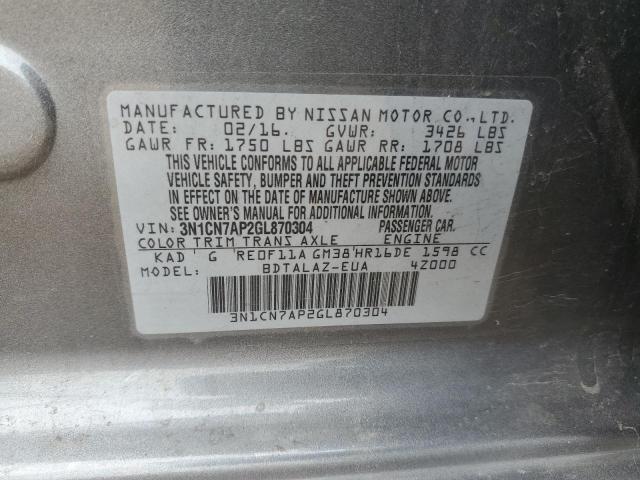 MANUFACTURED BY NISSAN MOTOR CO.,LTD.
DATE: 02/16. GVWR: 3426 LBS
GAWR FR: 1750 LBS GAWR RR: 1708 LBS
THIS VEHICLE CONFORMS TO ALL APPLICABLE FEDERAL MOTOR
VEHICLE SAFETY, BUMPER AND THEFT PREVENTION STANDARDS
IN EFFECT ON THE DATE OF MANUFACTURE SHOWN ABOVE.
SEE OWNER'S MANUAL FOR ADDITIONAL INFORMATION.
VIN: 3N1CN7AP2GL870304 PASSENGER CAR.
COLOR TRIM TRANS AXLE ENGINE
KAD G RE0F11A GM38 HR16DE 1598 CC
MODEL: BDTALAZ-EUA 4Z000
3N1CN7AP2GL870304